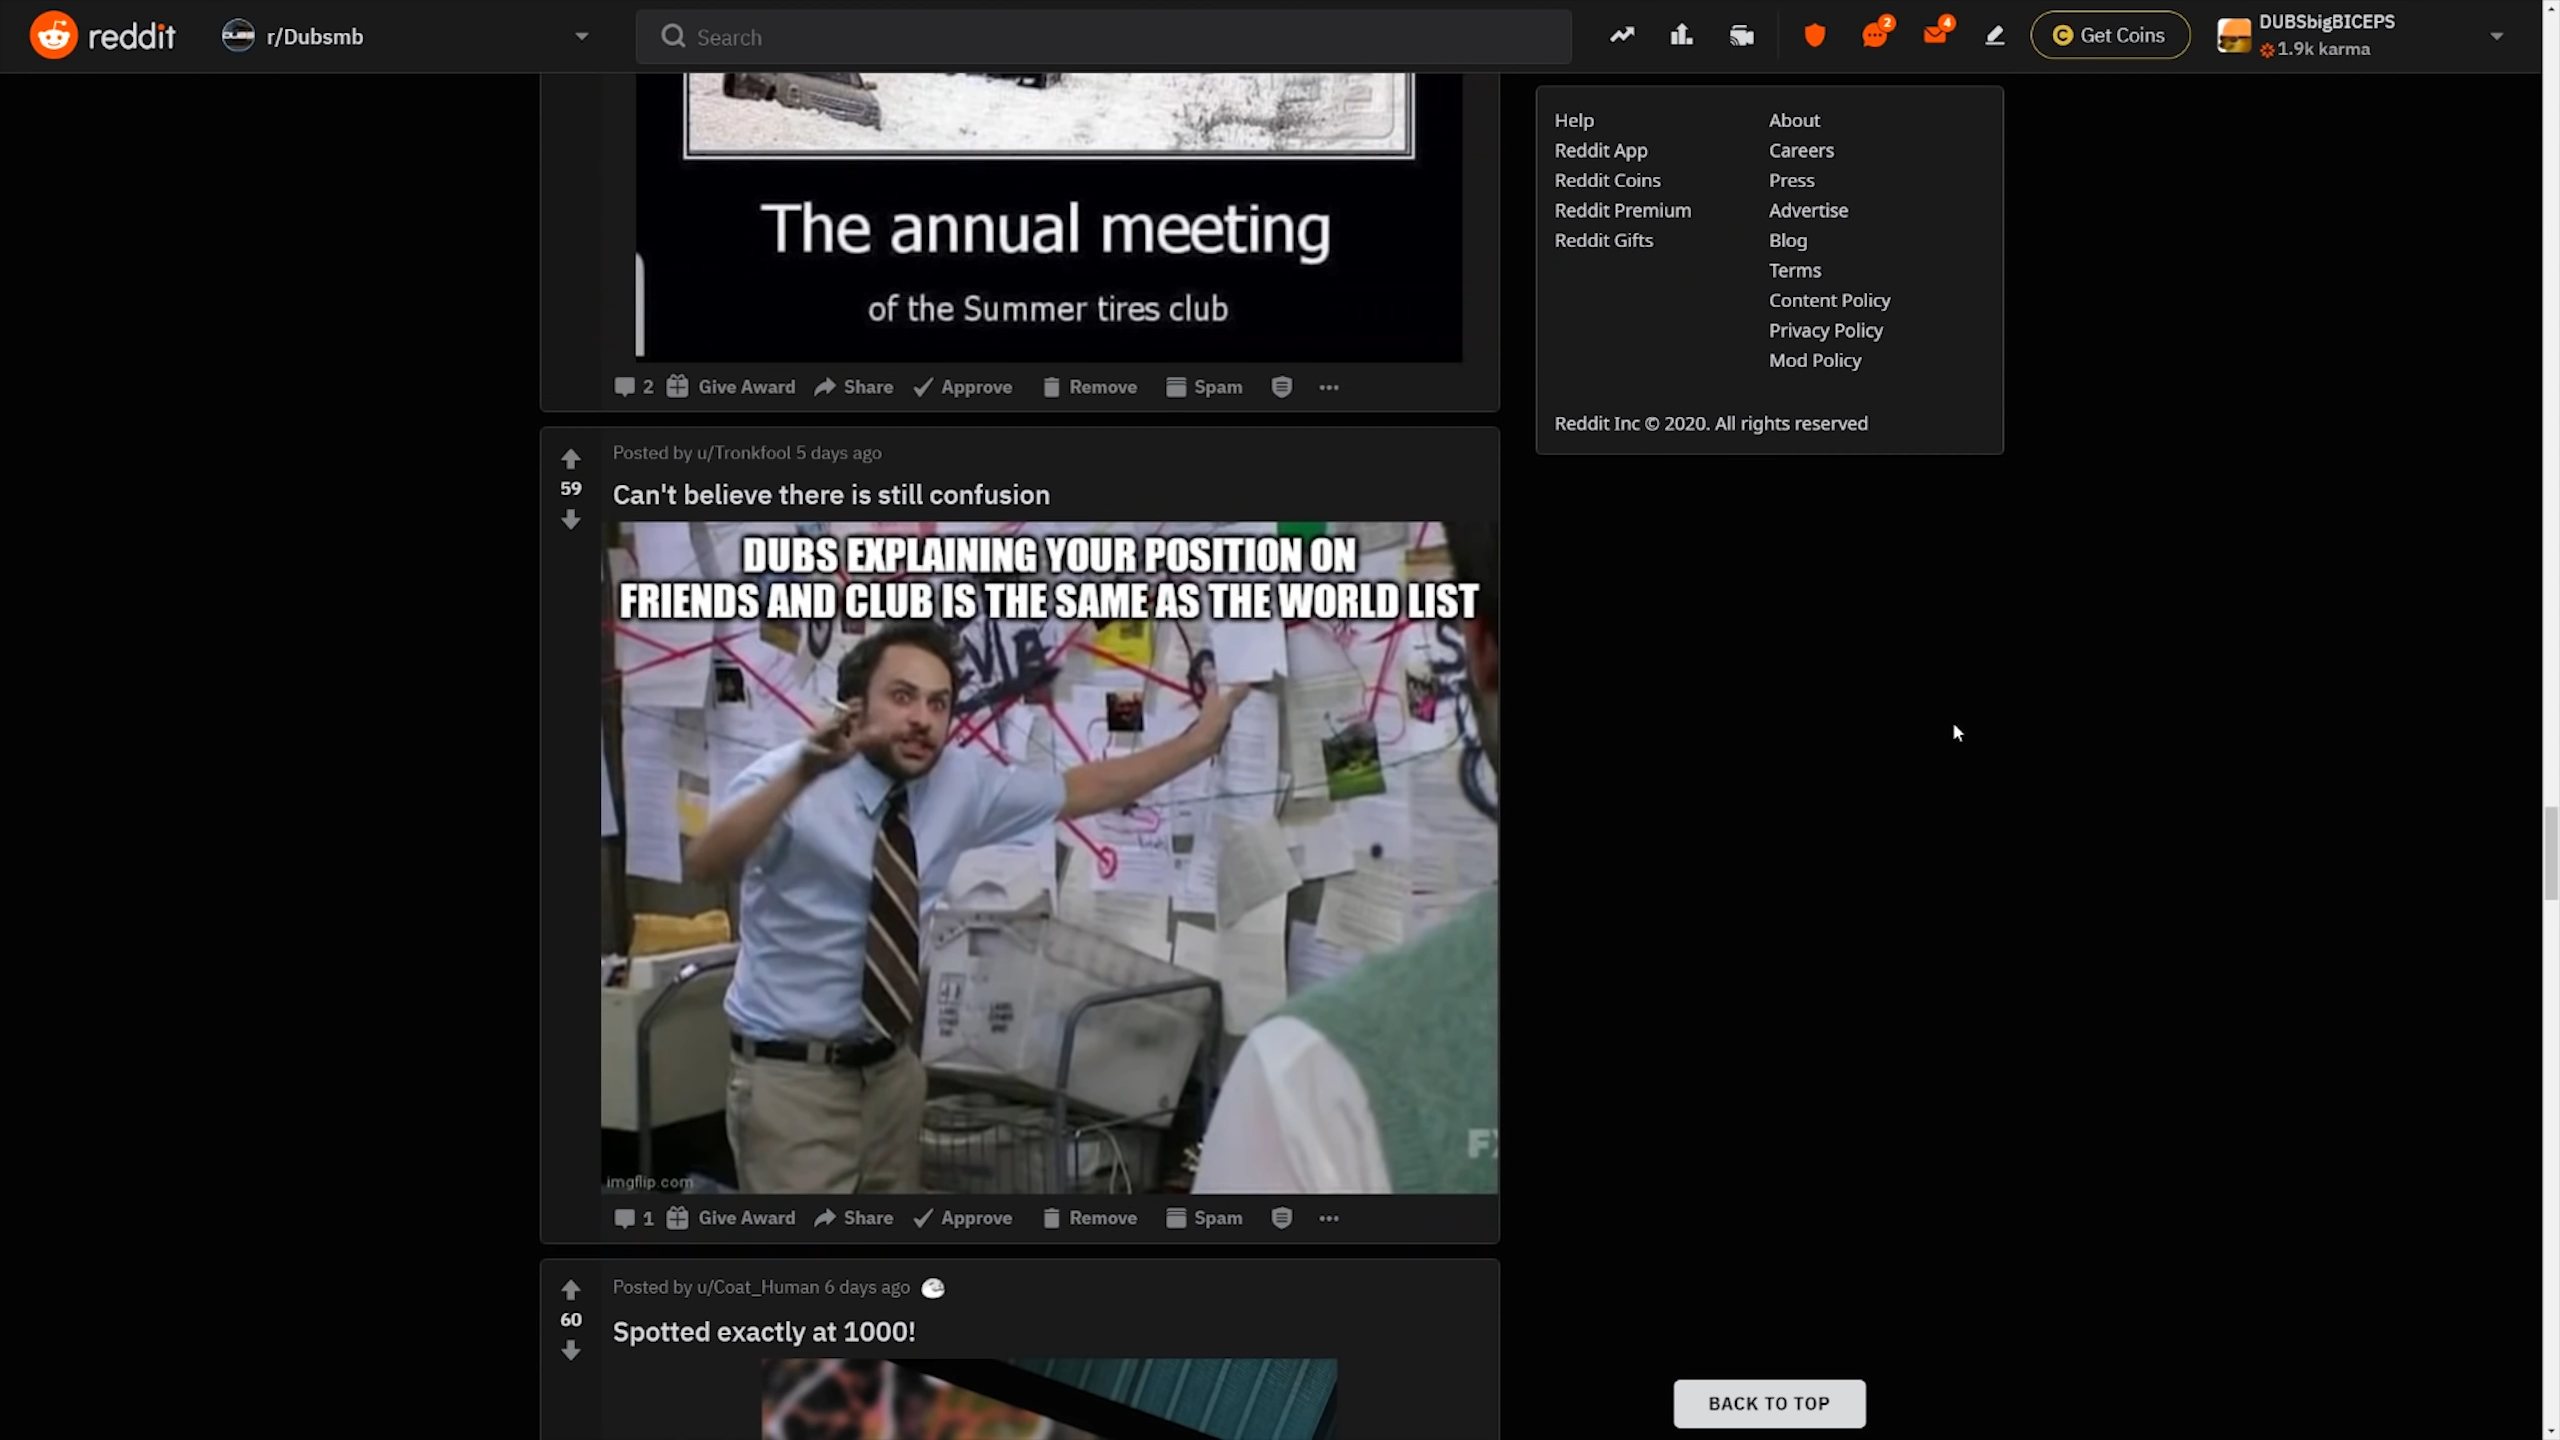 reddit
r/Dubsmb
Search
2
4
Get Coins
DUBSbigBICEPS
1.9k karma
The annual meeting
of the Summer tires club
2
Give Award
Share
Approve
Remove
Spam
Help
Reddit App
Reddit Coins
Reddit Premium
Reddit Gifts
About
Careers
Press
Advertise
Blog
Terms
Content Policy
Privacy Policy
Mod Policy
Reddit Inc © 2020. All rights reserved
59
Posted by u/Tronkfool 5 days ago
Can't believe there is still confusion
DUBS EXPLAINING YOUR POSITION ON
FRIENDS AND CLUB IS THE SAME AS THE WORLD LIST
imgflip.com
1
Give Award
Share
Approve
Remove
Spam
60
Posted by u/Coat_Human 6 days ago
Spotted exactly at 1000!
BACK TO TOP